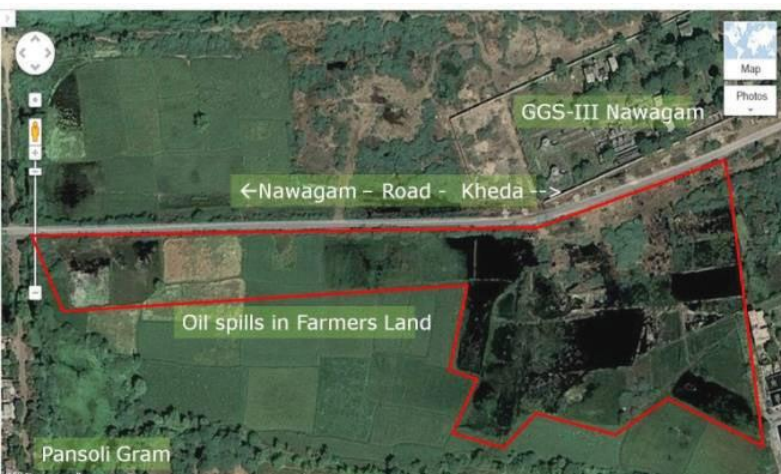 Map
Photos
GGS-III Nawagam
←Nawagam – Road - Kheda -->
Oil spills in Farmers Land
Pansoli Gram